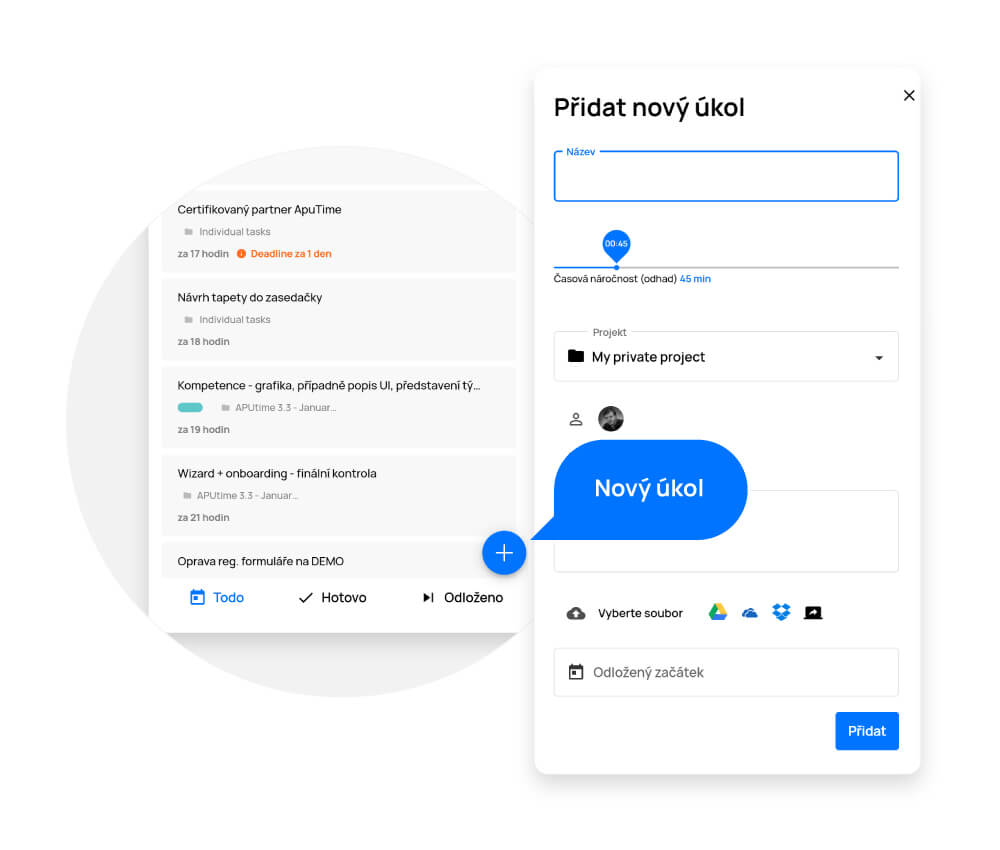 Certifikovaný partner ApuTime
Individual tasks
za 17 hodin Deadline za 1 den
Návrh tapety do zasedačky
Individual tasks
za 18 hodin
Kompetence - grafika, případně popis UI, představení tý...
APUtime 3.3 - Januar...
za 19 hodin
Wizard + onboarding - finální kontrola
APUtime 3.3 - Januar...
za 21 hodin
Oprava reg. formuláře na DEMO
Todo Hotovo Odloženo
Přidat nový úkol
Název
00:45
Časová náročnost (odhad) 45 min
Projekt
My private project
Nový úkol
Vyberte soubor
Odložený začátek
Přidat